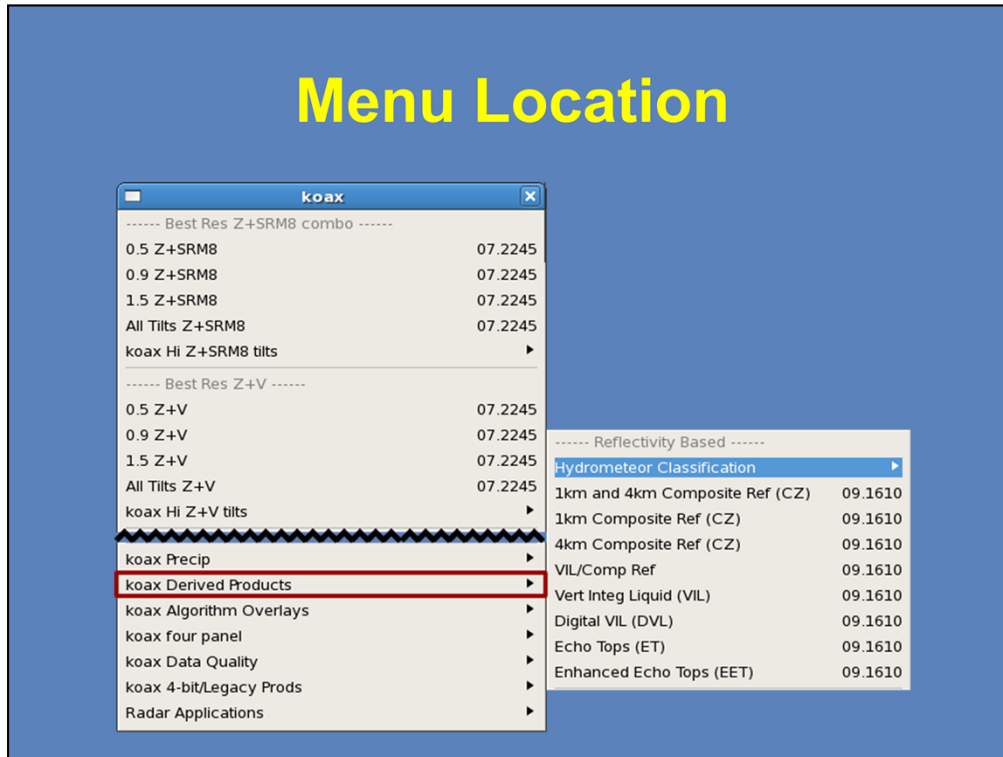 Menu Location
koax
------ Best Res Z+SRM8 combo ------
0.5 Z+SRM8 07.2245
0.9 Z+SRM8 07.2245
1.5 Z+SRM8 07.2245
All Tilts Z+SRM8 07.2245
koax Hi Z+SRM8 tilts
------ Best Res Z+V ------
0.5 Z+V 07.2245
0.9 Z+V 07.2245
1.5 Z+V 07.2245
All Tilts Z+V 07.2245
koax Hi Z+V tilts
koax Precip
koax Derived Products
koax Algorithm Overlays
koax four panel
koax Data Quality
koax 4-bit/Legacy Prods
Radar Applications
------ Reflectivity Based ------
Hydrometeor Classification
1km and 4km Composite Ref (CZ) 09.1610
1km Composite Ref (CZ) 09.1610
4km Composite Ref (CZ) 09.1610
VIL/Comp Ref 09.1610
Vert Integ Liquid (VIL) 09.1610
Digital VIL (DVL) 09.1610
Echo Tops (ET) 09.1610
Enhanced Echo Tops (EET) 09.1610